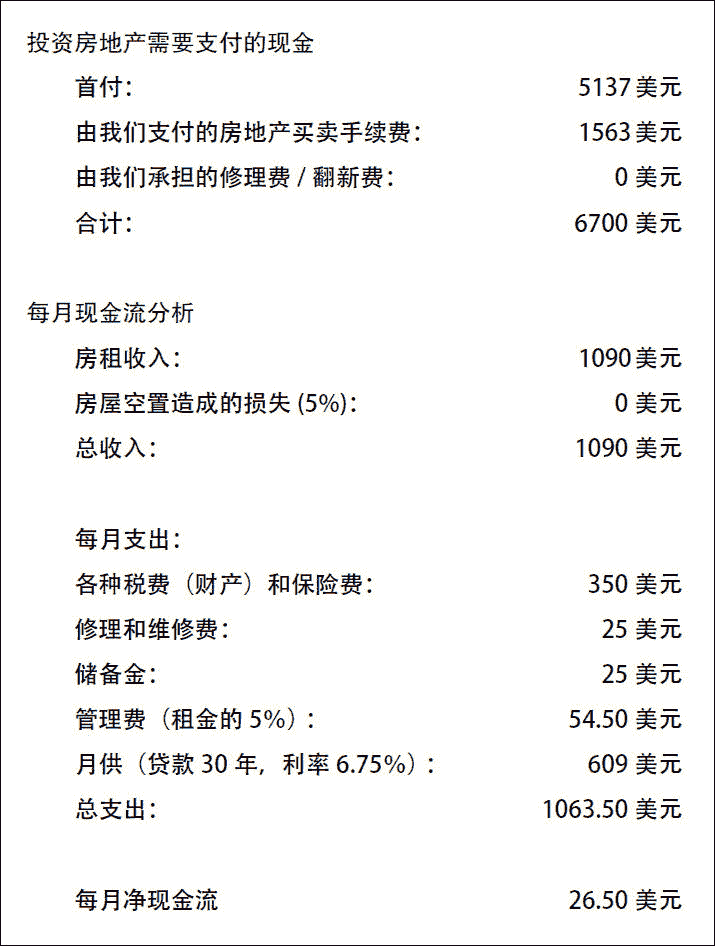 投资房地产需要支付的现金
首付： 5137 美元
由我们支付的房地产买卖手续费： 1563 美元
由我们承担的修理费 / 翻新费： 0 美元
合计： 6700 美元
每月现金流分析
房租收入： 1090 美元
房屋空置造成的损失 (5%)： 0 美元
总收入： 1090 美元
每月支出：
各种税费（财产）和保险费： 350 美元
修理和维修费： 25 美元
储备金： 25 美元
管理费（租金的 5%）： 54.50 美元
月供（贷款 30 年，利率 6.75%）： 609 美元
总支出： 1063.50 美元
每月净现金流 26.50 美元